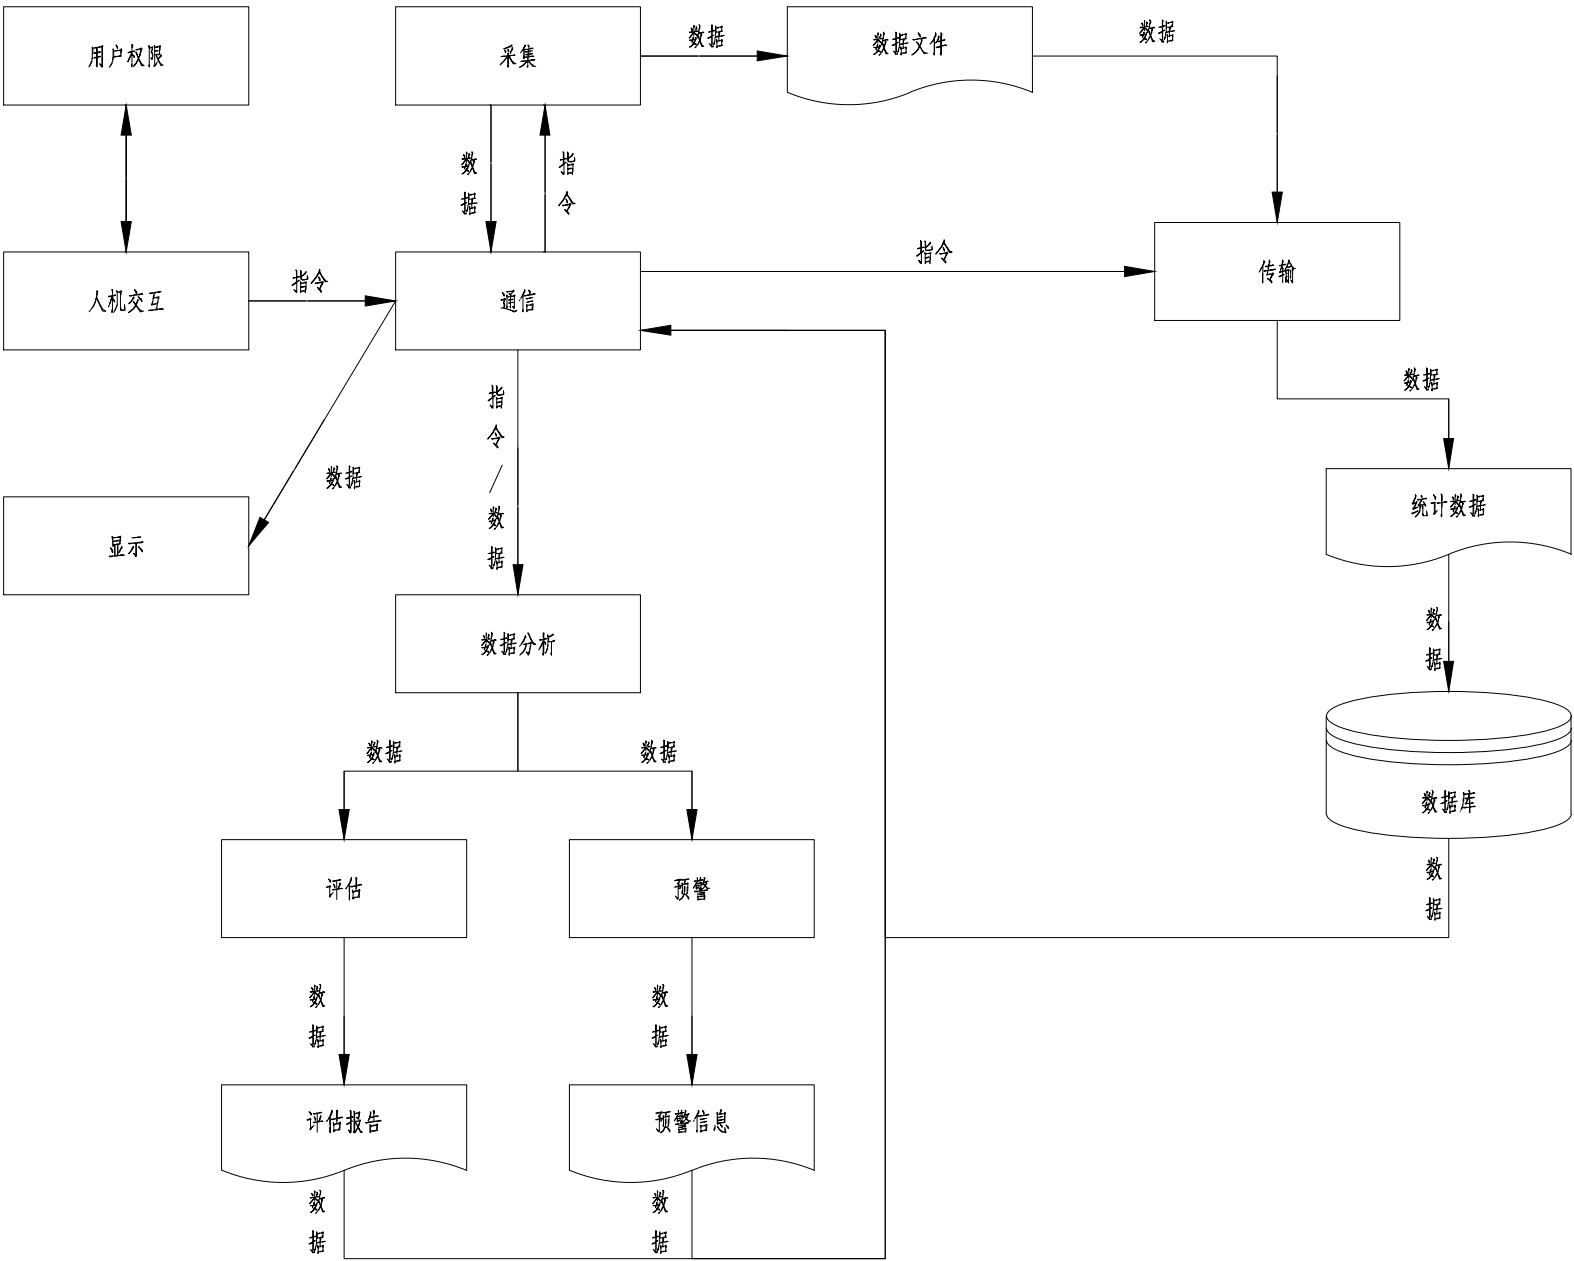 用户权限
采集
数据
数据文件
数据
数据
指令
人机交互
指令
通信
指令
传输
数据
显示
数据
指令/数据
统计数据
数据
数据分析
数据
数据
数据库
评估
预警
数据
数据
数据
评估报告
预警信息
数据
数据